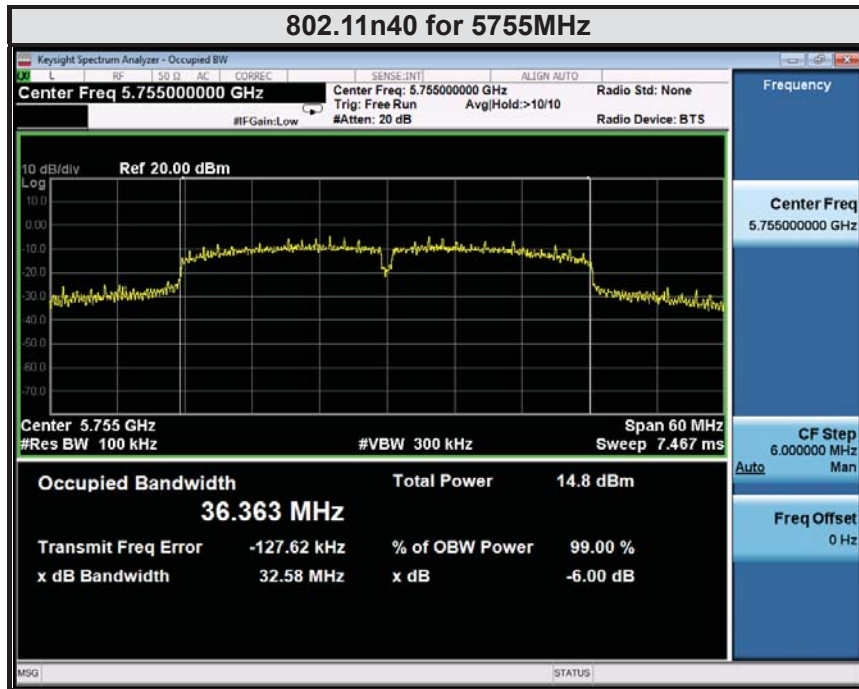 802.11n40 for 5755MHz
Keysight Spectrum Analyzer - Occupied BW
LXI L RF 50 Ω AC CORREC SENSE:INT ALIGN AUTO
Center Freq 5.755000000 GHz
Center Freq: 5.755000000 GHz
Radio Std: None
Trig: Free Run Avg|Hold:>10/10
#IFGain:Low #Atten: 20 dB Radio Device: BTS
10 dB/div Ref 20.00 dBm
Log
10.0
0.00
-10.0
-20.0
-30.0
-40.0
-50.0
-60.0
-70.0
Center 5.755 GHz Span 60 MHz
#Res BW 100 kHz #VBW 300 kHz Sweep 7.467 ms
Occupied Bandwidth Total Power 14.8 dBm
36.363 MHz
Transmit Freq Error -127.62 kHz % of OBW Power 99.00 %
x dB Bandwidth 32.58 MHz x dB -6.00 dB
Frequency
Center Freq
5.755000000 GHz
CF Step
6.000000 MHz
Auto Man
Freq Offset
0 Hz
MSG STATUS